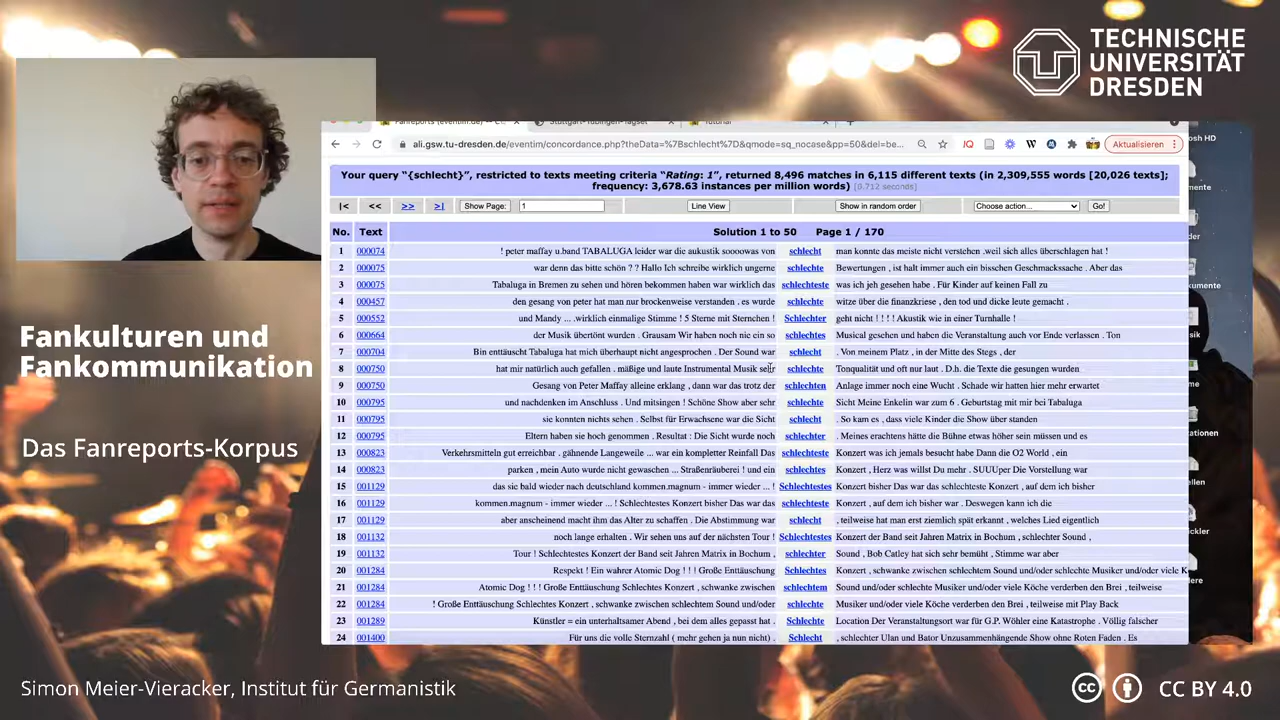 TECHNISCHE
UNIVERSITÄT
DRESDEN
Fanreports (eventim.de)
Stuttgart-Tübingen-Tagset
Tutorial
ali.gsw.tu-dresden.de/eventim/concordance.php?theData=%7Bschlecht%7D&qmode=sq_nocase&pp=50&del=be...
Aktualisieren
osh HD
Your query “{schlecht}”, restricted to texts meeting criteria “Rating: 1”, returned 8,496 matches in 6,115 different texts (in 2,309,555 words [20,026 texts];
frequency: 3,678.63 instances per million words) [0.712 seconds]
|< << >> >| Show Page: 1 Line View Show in random order Choose action... Go!
No. Text Solution 1 to 50 Page 1 / 170
1 000074 ! peter maffay u.band TABALUGA leider war die aukustik soooowas von schlecht man konnte das meiste nicht verstehen .weil sich alles überschlagen hat !
2 000075 war denn das bitte schön ? ? Hallo Ich schreibe wirklich ungerne schlechte Bewertungen , ist halt immer auch ein bisschen Geschmackssache . Aber das
3 000075 Tabaluga in Bremen zu sehen und hören bekommen haben war wirklich das schlechteste was ich jeh gesehen habe . Für Kinder auf keinen Fall zu
4 000457 den gesang von peter hat man nur brockenweise verstanden . es wurde schlechte witze über die finanzkriese , den tod und dicke leute gemacht .
5 000552 und Mandy ... .wirklich einmalige Stimme ! 5 Sterne mit Sternchen ! Schlechter geht nicht ! ! ! ! Akustik wie in einer Turnhalle !
6 000664 der Musik übertönt wurden . Grausam Wir haben noch nie ein so schlechtes Musical gesehen und haben die Veranstaltung auch vor Ende verlassen . Ton
7 000704 Bin enttäuscht Tabaluga hat mich überhaupt nicht angesprochen . Der Sound war schlecht . Von meinem Platz , in der Mitte des Stegs , der
8 000750 hat mir natürlich auch gefallen . mäßige und laute Instrumental Musik sehr schlechte Tonqualität und oft nur laut . D.h. die Texte die gesungen wurden
9 000750 Gesang von Peter Maffay alleine erklang , dann war das trotz der schlechten Anlage immer noch eine Wucht . Schade wir hatten hier mehr erwartet
10 000795 und nachdenken im Anschluss . Und mitsingen ! Schöne Show aber sehr schlechte Sicht Meine Enkelin war zum 6 . Geburtstag mit mir bei Tabaluga
11 000795 sie konnten nichts sehen . Selbst für Erwachsene war die Sicht schlecht . So kam es , dass viele Kinder die Show über standen
12 000795 Eltern haben sie hoch genommen . Resultat : Die Sicht wurde noch schlechter . Meines erachtens hätte die Bühne etwas höher sein müssen und es
13 000823 Verkehrsmitteln gut erreichbar . gähnende Langeweile ... war ein kompletter Reinfall Das schlechteste Konzert was ich jemals besucht habe Dann die O2 World , ein
14 000823 parken , mein Auto wurde nicht gewaschen ... Straßenräuberei ! und ein schlechtes Konzert , Herz was willst Du mehr . SUUUper Die Vorstellung war
15 001129 das sie bald wieder nach deutschland kommen.magnum - immer wieder ... ! Schlechtestes Konzert bisher Das war das schlechteste Konzert , auf dem ich bisher
16 001129 kommen.magnum - immer wieder ... ! Schlechtestes Konzert bisher Das war das schlechteste Konzert , auf dem ich bisher war . Deswegen kann ich die
17 001129 aber anscheinend macht ihm das Alter zu schaffen . Die Abstimmung war schlecht , teilweise hat man erst ziemlich spät erkannt , welches Lied eigentlich
18 001132 noch lange erhalten . Wir sehen uns auf der nächsten Tour ! Schlechtestes Konzert der Band seit Jahren Matrix in Bochum , schlechter Sound ,
19 001132 Tour ! Schlechtestes Konzert der Band seit Jahren Matrix in Bochum , schlechter Sound , Bob Catley hat sich sehr bemüht , Stimme war aber
20 001284 Respekt ! Ein wahrer Atomic Dog ! ! ! Große Enttäuschung Schlechtes Konzert , schwanke zwischen schlechtem Sound und/oder schlechte Musiker und/oder viele K
21 001284 Atomic Dog ! ! ! Große Enttäuschung Schlechtes Konzert , schwanke zwischen schlechtem Sound und/oder schlechte Musiker und/oder viele Köche verderben den Brei , teilweise
22 001284 ! Große Enttäuschung Schlechtes Konzert , schwanke zwischen schlechtem Sound und/oder schlechte Musiker und/oder viele Köche verderben den Brei , teilweise mit Play Back
23 001289 Künstler = ein unterhaltsamer Abend , bei dem alles gepasst hat . Schlechte Location Der Veranstaltungsort war für G.P. Wöhler eine Katastrophe . Völlig falscher
24 001400 Für uns die volle Sternzahl ( mehr gehen ja nun nicht) . Schlecht , schlechter Ulan und Bator Unzusammenhängende Show ohne Roten Faden . Es
Fankulturen und
Fankommunikation
Das Fanreports-Korpus
Simon Meier-Vieracker, Institut für Germanistik
CC BY 4.0